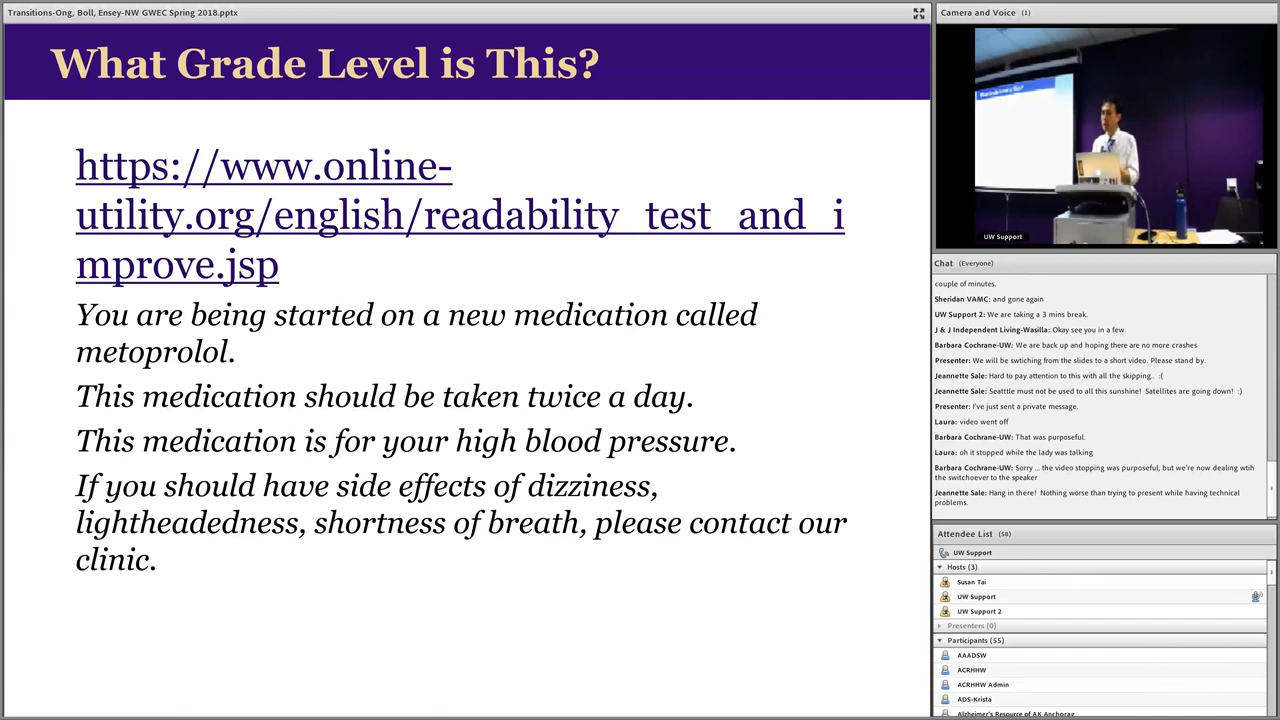 Transitions-Ong, Boll, Ensey-NW GWEC Spring 2018.pptx
What Grade Level is This?
https://www.online-
utility.org/english/readability_test_and_i
mprove.jsp
You are being started on a new medication called
metoprolol.
This medication should be taken twice a day.
This medication is for your high blood pressure.
If you should have side effects of dizziness,
lightheadedness, shortness of breath, please contact our
clinic.
Camera and Voice (1)
UW Support
Chat (Everyone)
couple of minutes.
Sheridan VAMC: and gone again
UW Support 2: We are taking a 3 mins break.
J & J Independent Living-Wasilla: Okay see you in a few.
Barbara Cochrane-UW: We are back up and hoping there are no more crashes
Presenter: We will be swtiching from the slides to a short video. Please stand by.
Jeannette Sale: Hard to pay attention to this with all the skipping.. :(
Jeannette Sale: Seatttle must not be used to all this sunshine! Satellites are going down! :)
Presenter: I've just sent a private message.
Laura: video went off
Barbara Cochrane-UW: That was purposeful.
Laura: oh it stopped while the lady was talking
Barbara Cochrane-UW: Sorry ... the video stopping was purposeful, but we're now dealing wtih
the switchoever to the speaker
Jeannette Sale: Hang in there! Nothing worse than trying to present while having technical
problems.
Attendee List (58)
UW Support
Hosts (3)
Susan Tai
UW Support
UW Support 2
Presenters (0)
Participants (55)
AAADSW
ACRHHW
ACRHHW Admin
ADS-Krista
Alzheimer's Resource of AK Anchorag